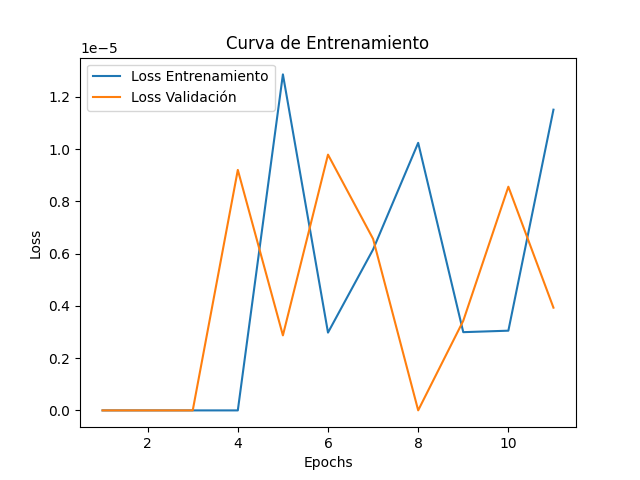 Curva de Entrenamiento
1e−5
Loss Entrenamiento
Loss Validación
1.2
1.0
0.8
0.6
0.4
0.2
0.0
Loss
2 4 6 8 10
Epochs